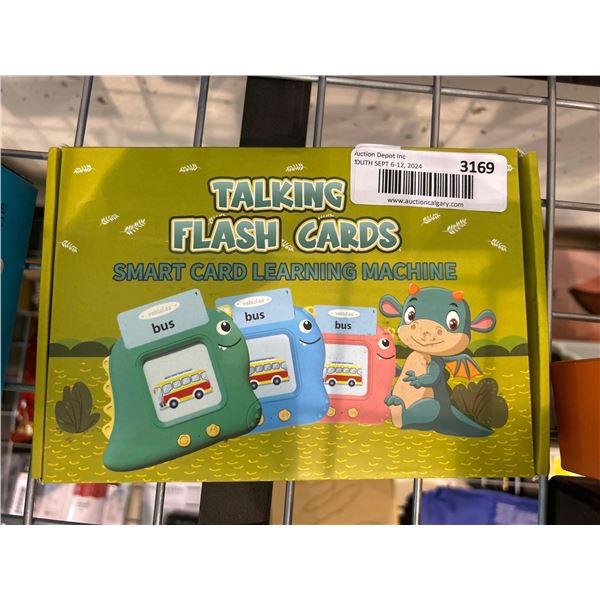 Auction Depot Inc
SOUTH SEPT 6-12, 2024
3169
www.auctioncalgary.com
TALKING
FLASH CARDS
SMART CARD LEARNING MACHINE
vehicles
bus
vehicles
bus
vehicles
bus